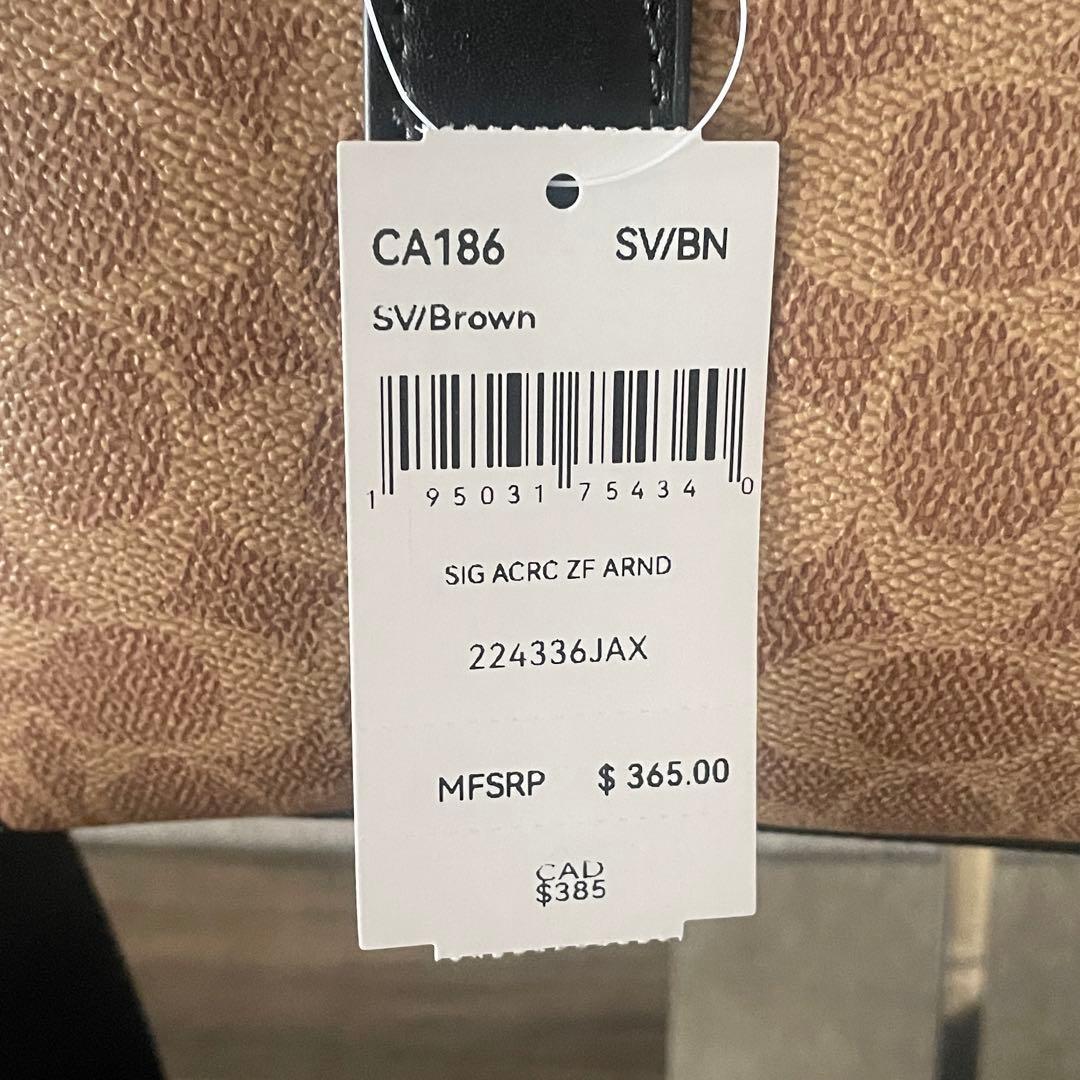 CA186 SV/BN
SV/Brown
1 95031 75434 0
SIG ACRC ZF ARND
224336JAX
MFSRP $ 365.00
CAD
$385